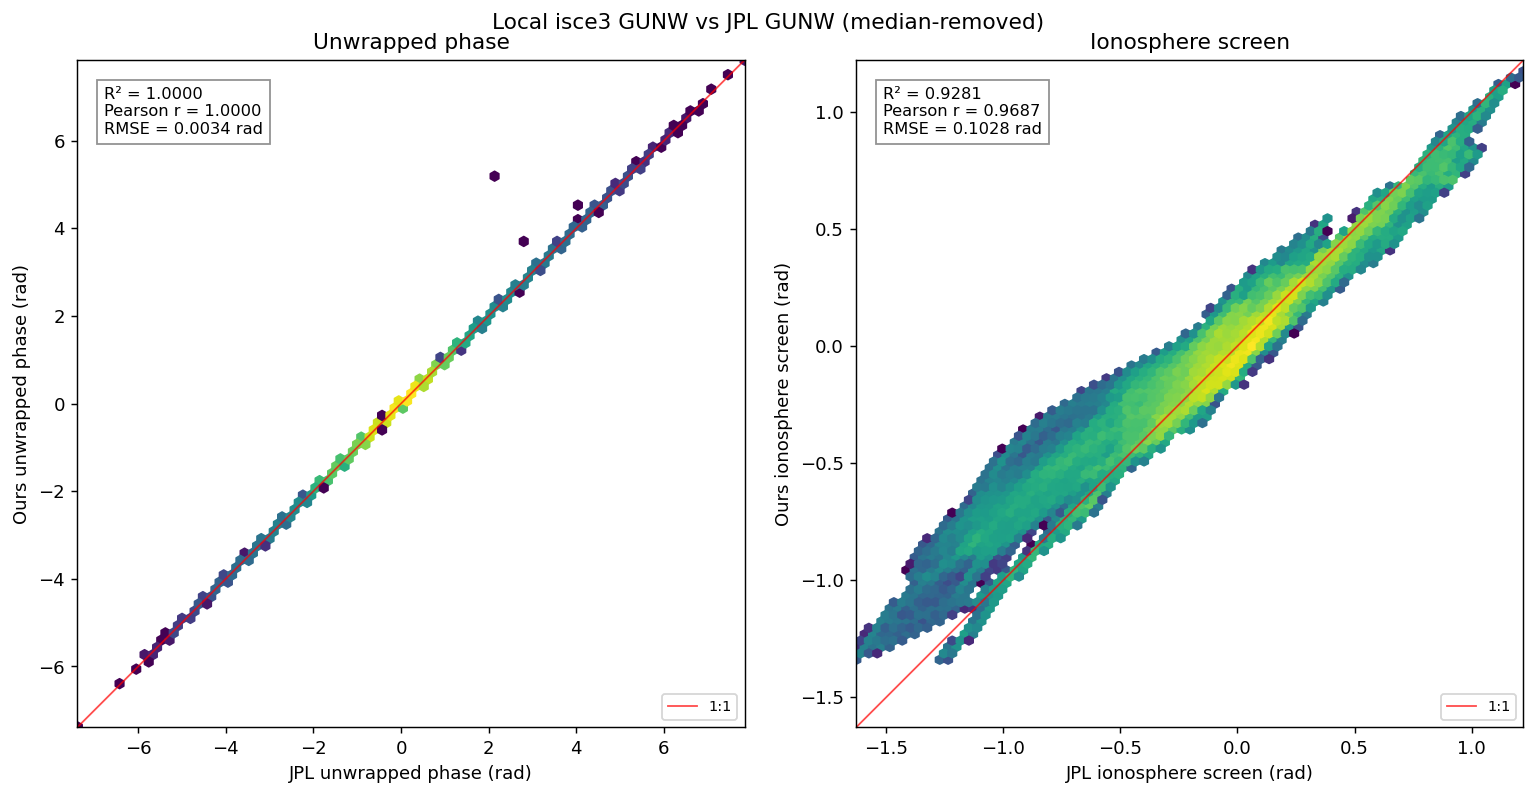 Local isce3 GUNW vs JPL GUNW (median-removed)
Unwrapped phase
R² = 1.0000
Pearson r = 1.0000
RMSE = 0.0034 rad
6
4
2
0
−2
−4
−6
Ours unwrapped phase (rad)
1:1
−6
−4
−2
0
2
4
6
JPL unwrapped phase (rad)
Ionosphere screen
R² = 0.9281
Pearson r = 0.9687
RMSE = 0.1028 rad
1.0
0.5
0.0
−0.5
−1.0
−1.5
Ours ionosphere screen (rad)
1:1
−1.5
−1.0
−0.5
0.0
0.5
1.0
JPL ionosphere screen (rad)